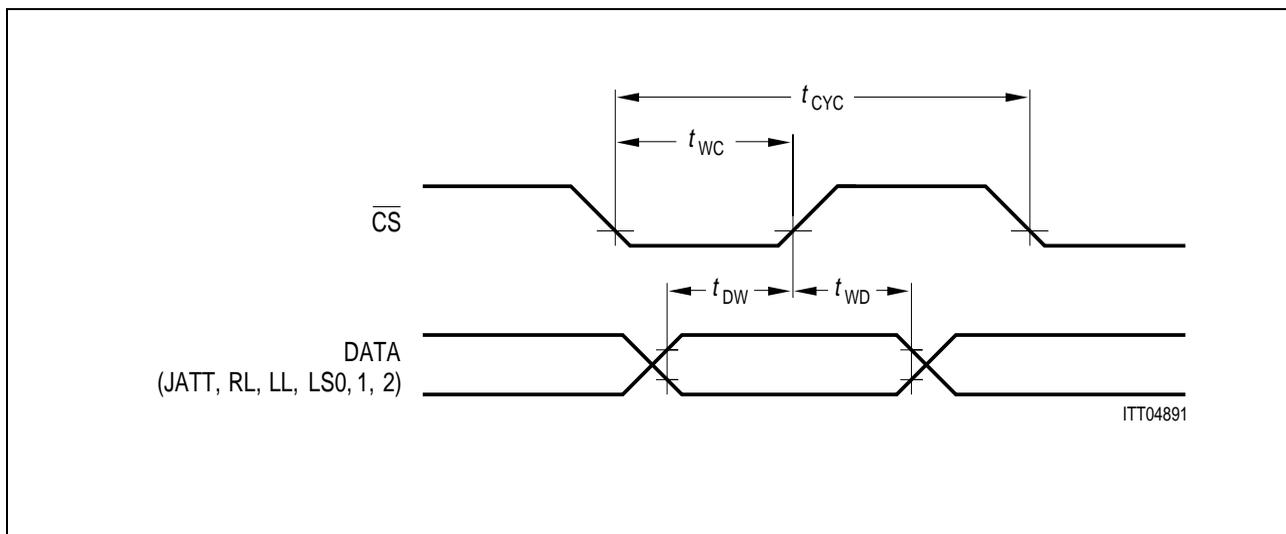 t CYC
t WC
CS
t DW
t WD
DATA
(JATT, RL, LL, LS0, 1, 2)
ITT04891